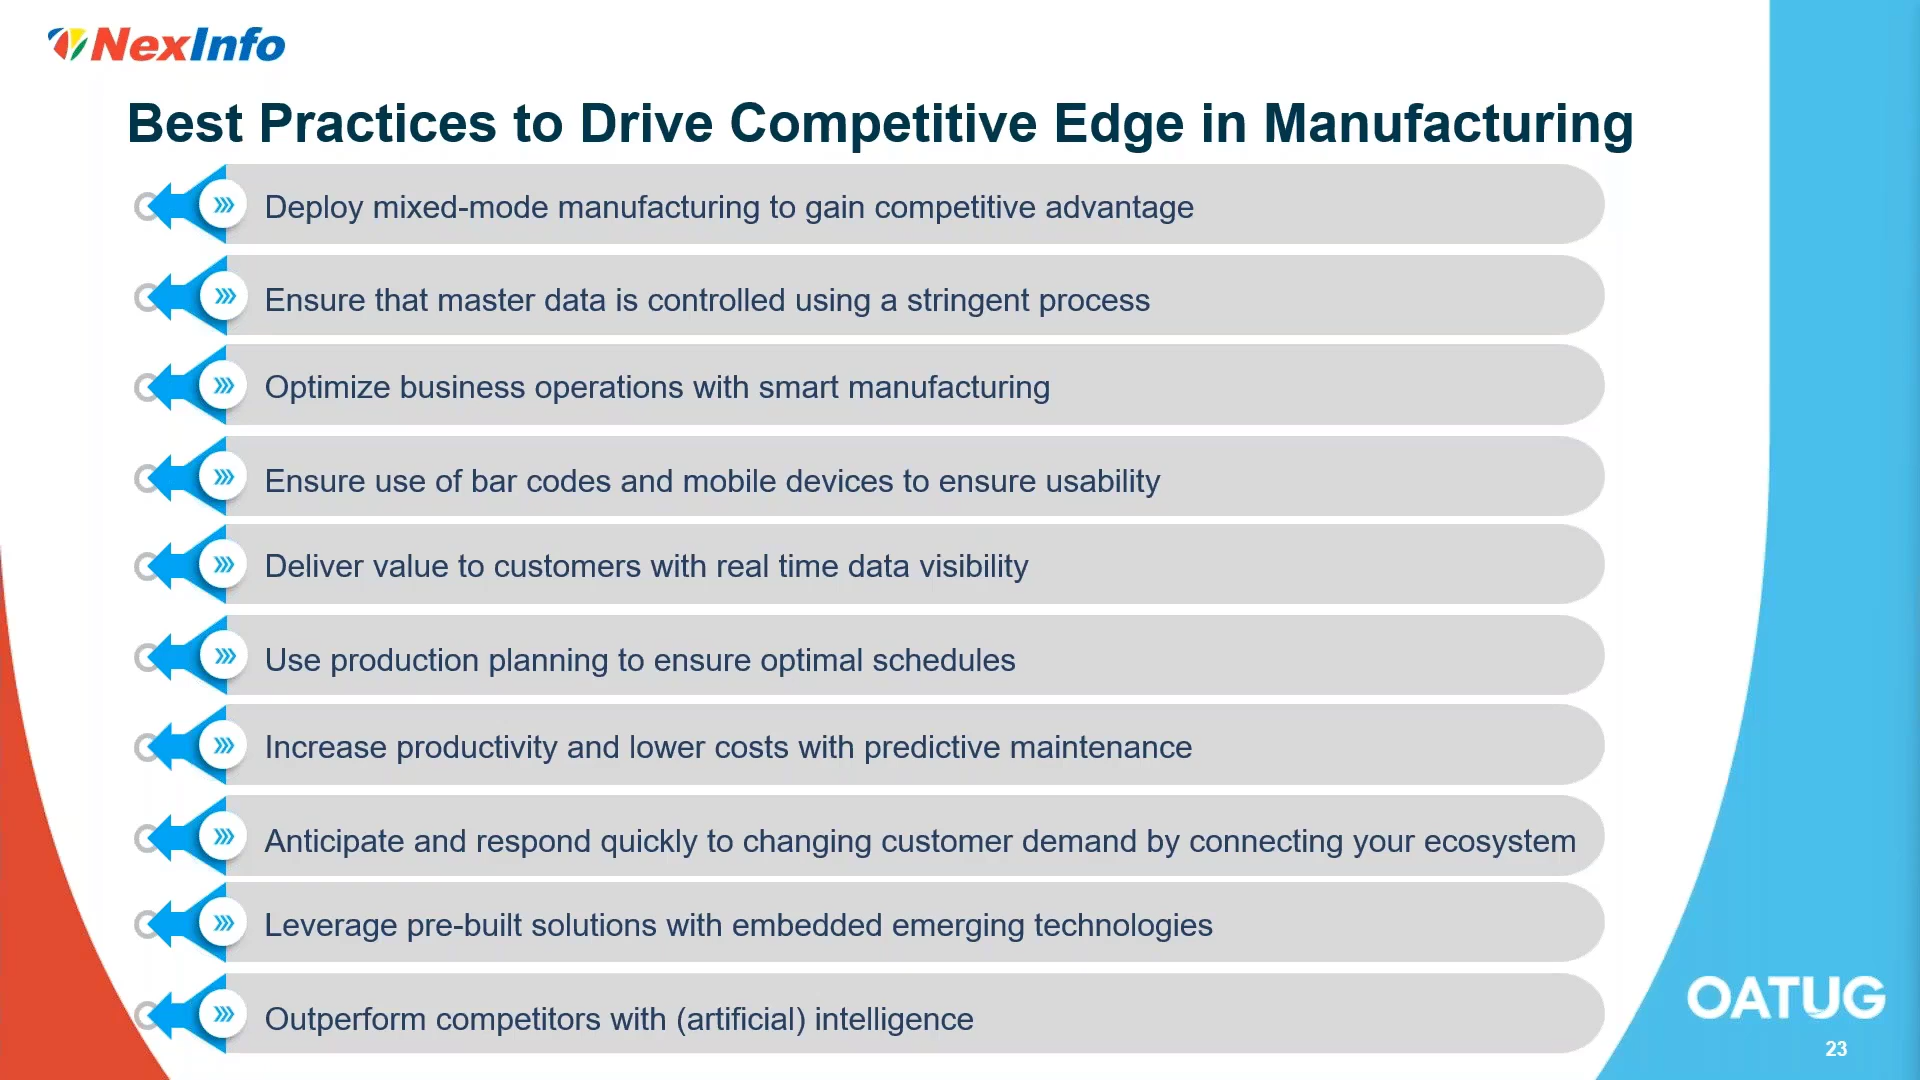 NexInfo
Best Practices to Drive Competitive Edge in Manufacturing
Deploy mixed-mode manufacturing to gain competitive advantage
Ensure that master data is controlled using a stringent process
Optimize business operations with smart manufacturing
Ensure use of bar codes and mobile devices to ensure usability
Deliver value to customers with real time data visibility
Use production planning to ensure optimal schedules
Increase productivity and lower costs with predictive maintenance
Anticipate and respond quickly to changing customer demand by connecting your ecosystem
Leverage pre-built solutions with embedded emerging technologies
Outperform competitors with (artificial) intelligence
OATUG
23